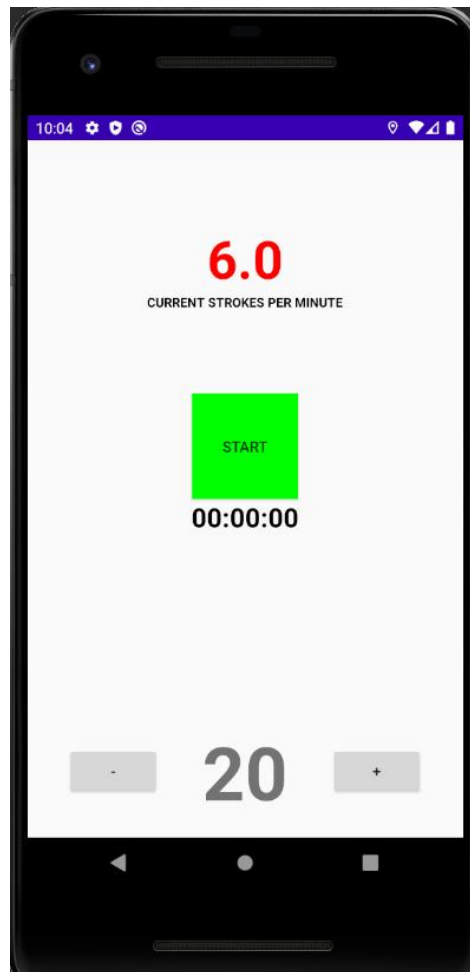 10:04
6.0
CURRENT STROKES PER MINUTE
START
00:00:00
- 20 +